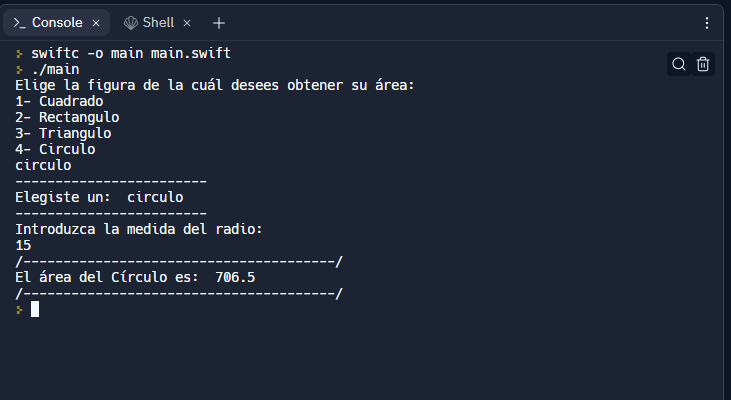 Console × Shell × +
swiftc -o main main.swift
./main
Elige la figura de la cuál desees obtener su área:
1- Cuadrado
2- Rectangulo
3- Triangulo
4- Circulo
circulo
------------------------
Elegiste un:  circulo
------------------------
Introduzca la medida del radio:
15
/---------------------------------------/
El área del Círculo es:  706.5
/---------------------------------------/